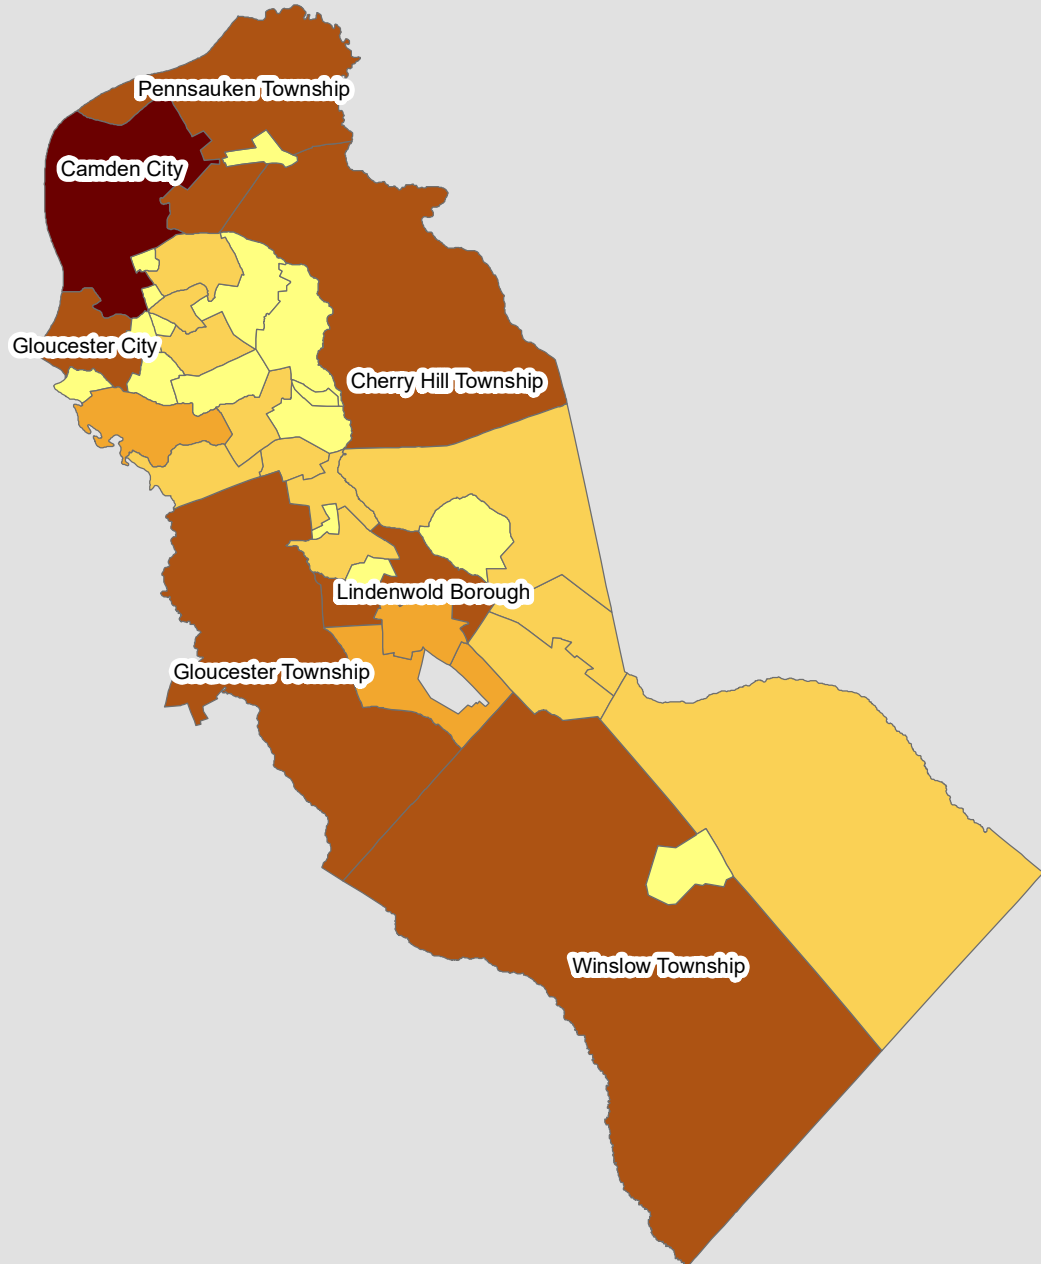 Pennsauken Township
Camden City
Gloucester City
Cherry Hill Township
Lindenwold Borough
Gloucester Township
Winslow Township